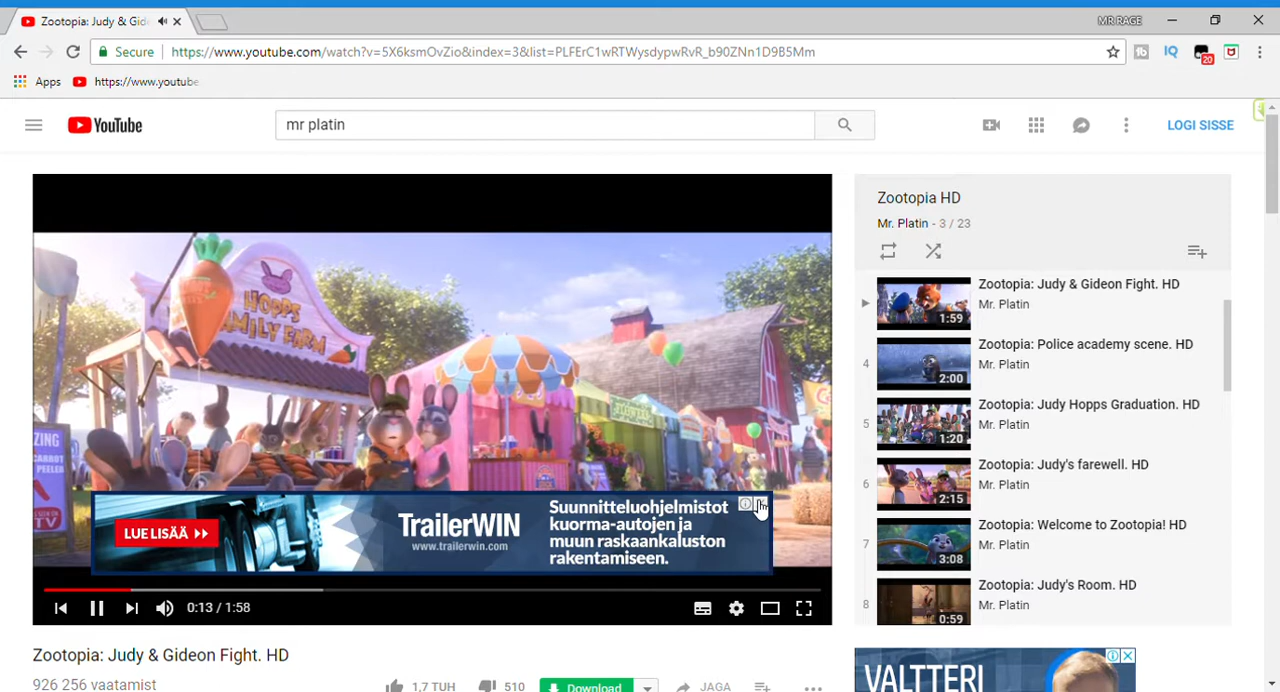 Zootopia: Judy & Gid
MR.RAGE
Secure
https://www.youtube.com/watch?v=5X6ksmOvZio&index=3&list=PLFErC1wRTWysdypwRvR_b90ZNn1D9B5Mm
IQ
20
Apps
https://www.youtube
YouTube
mr platin
LOGI SISSE
HOPPS
FAMILY FARM
CARROT
PEELER
TV
LUE LISÄÄ
TrailerWIN
www.trailerwin.com
Suunnitteluohjelmistot
kuorma-autojen ja
muun raskaankaluston
rakentamiseen.
0:13 / 1:58
Zootopia: Judy & Gideon Fight. HD
926 256 vaatamist
1,7 TUH
510
Download
JAGA
Zootopia HD
Mr. Platin - 3 / 23
1:59
Zootopia: Judy & Gideon Fight. HD
Mr. Platin
4
2:00
Zootopia: Police academy scene. HD
Mr. Platin
5
1:20
Zootopia: Judy Hopps Graduation. HD
Mr. Platin
6
2:15
Zootopia: Judy's farewell. HD
Mr. Platin
7
3:08
Zootopia: Welcome to Zootopia! HD
Mr. Platin
8
0:59
Zootopia: Judy's Room. HD
Mr. Platin
VALTTERI